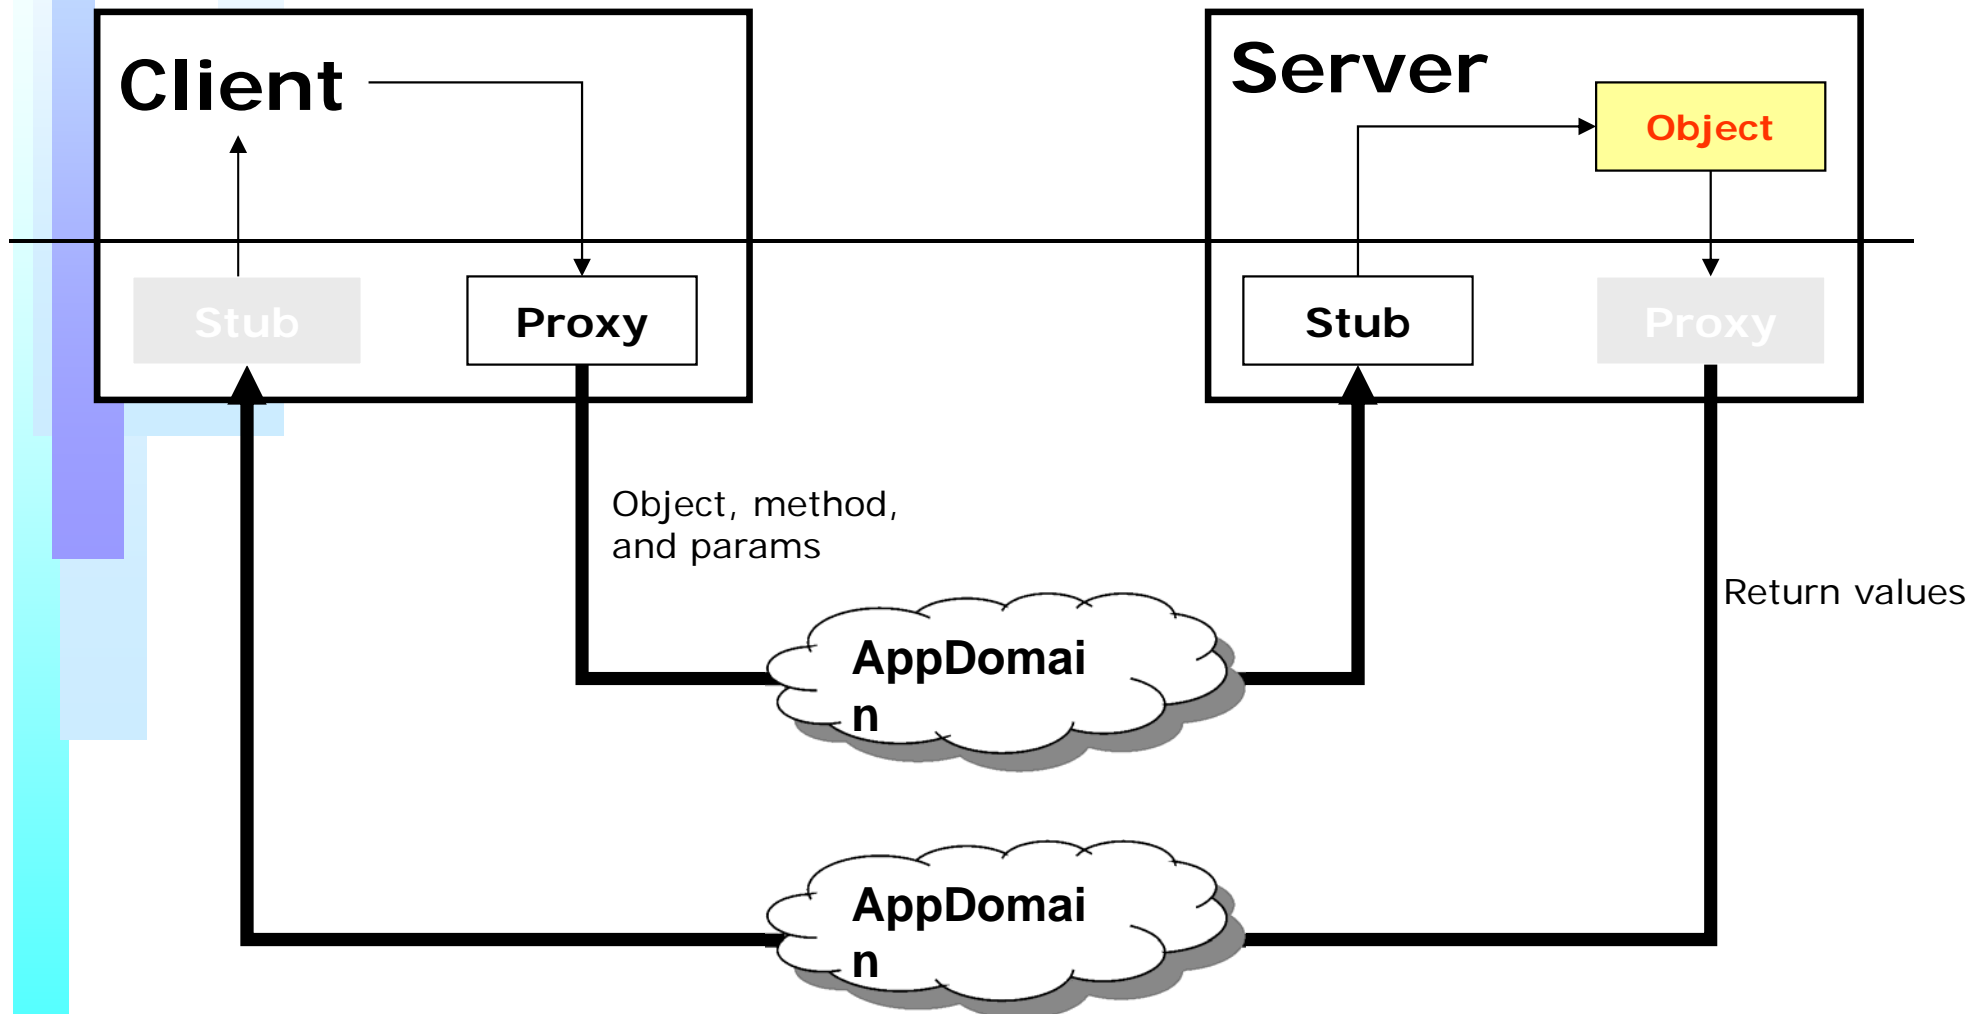 Client
Server
Object
Stub
Proxy
Stub
Proxy
Object, method,
and params
Return values
AppDomai
n
AppDomai
n